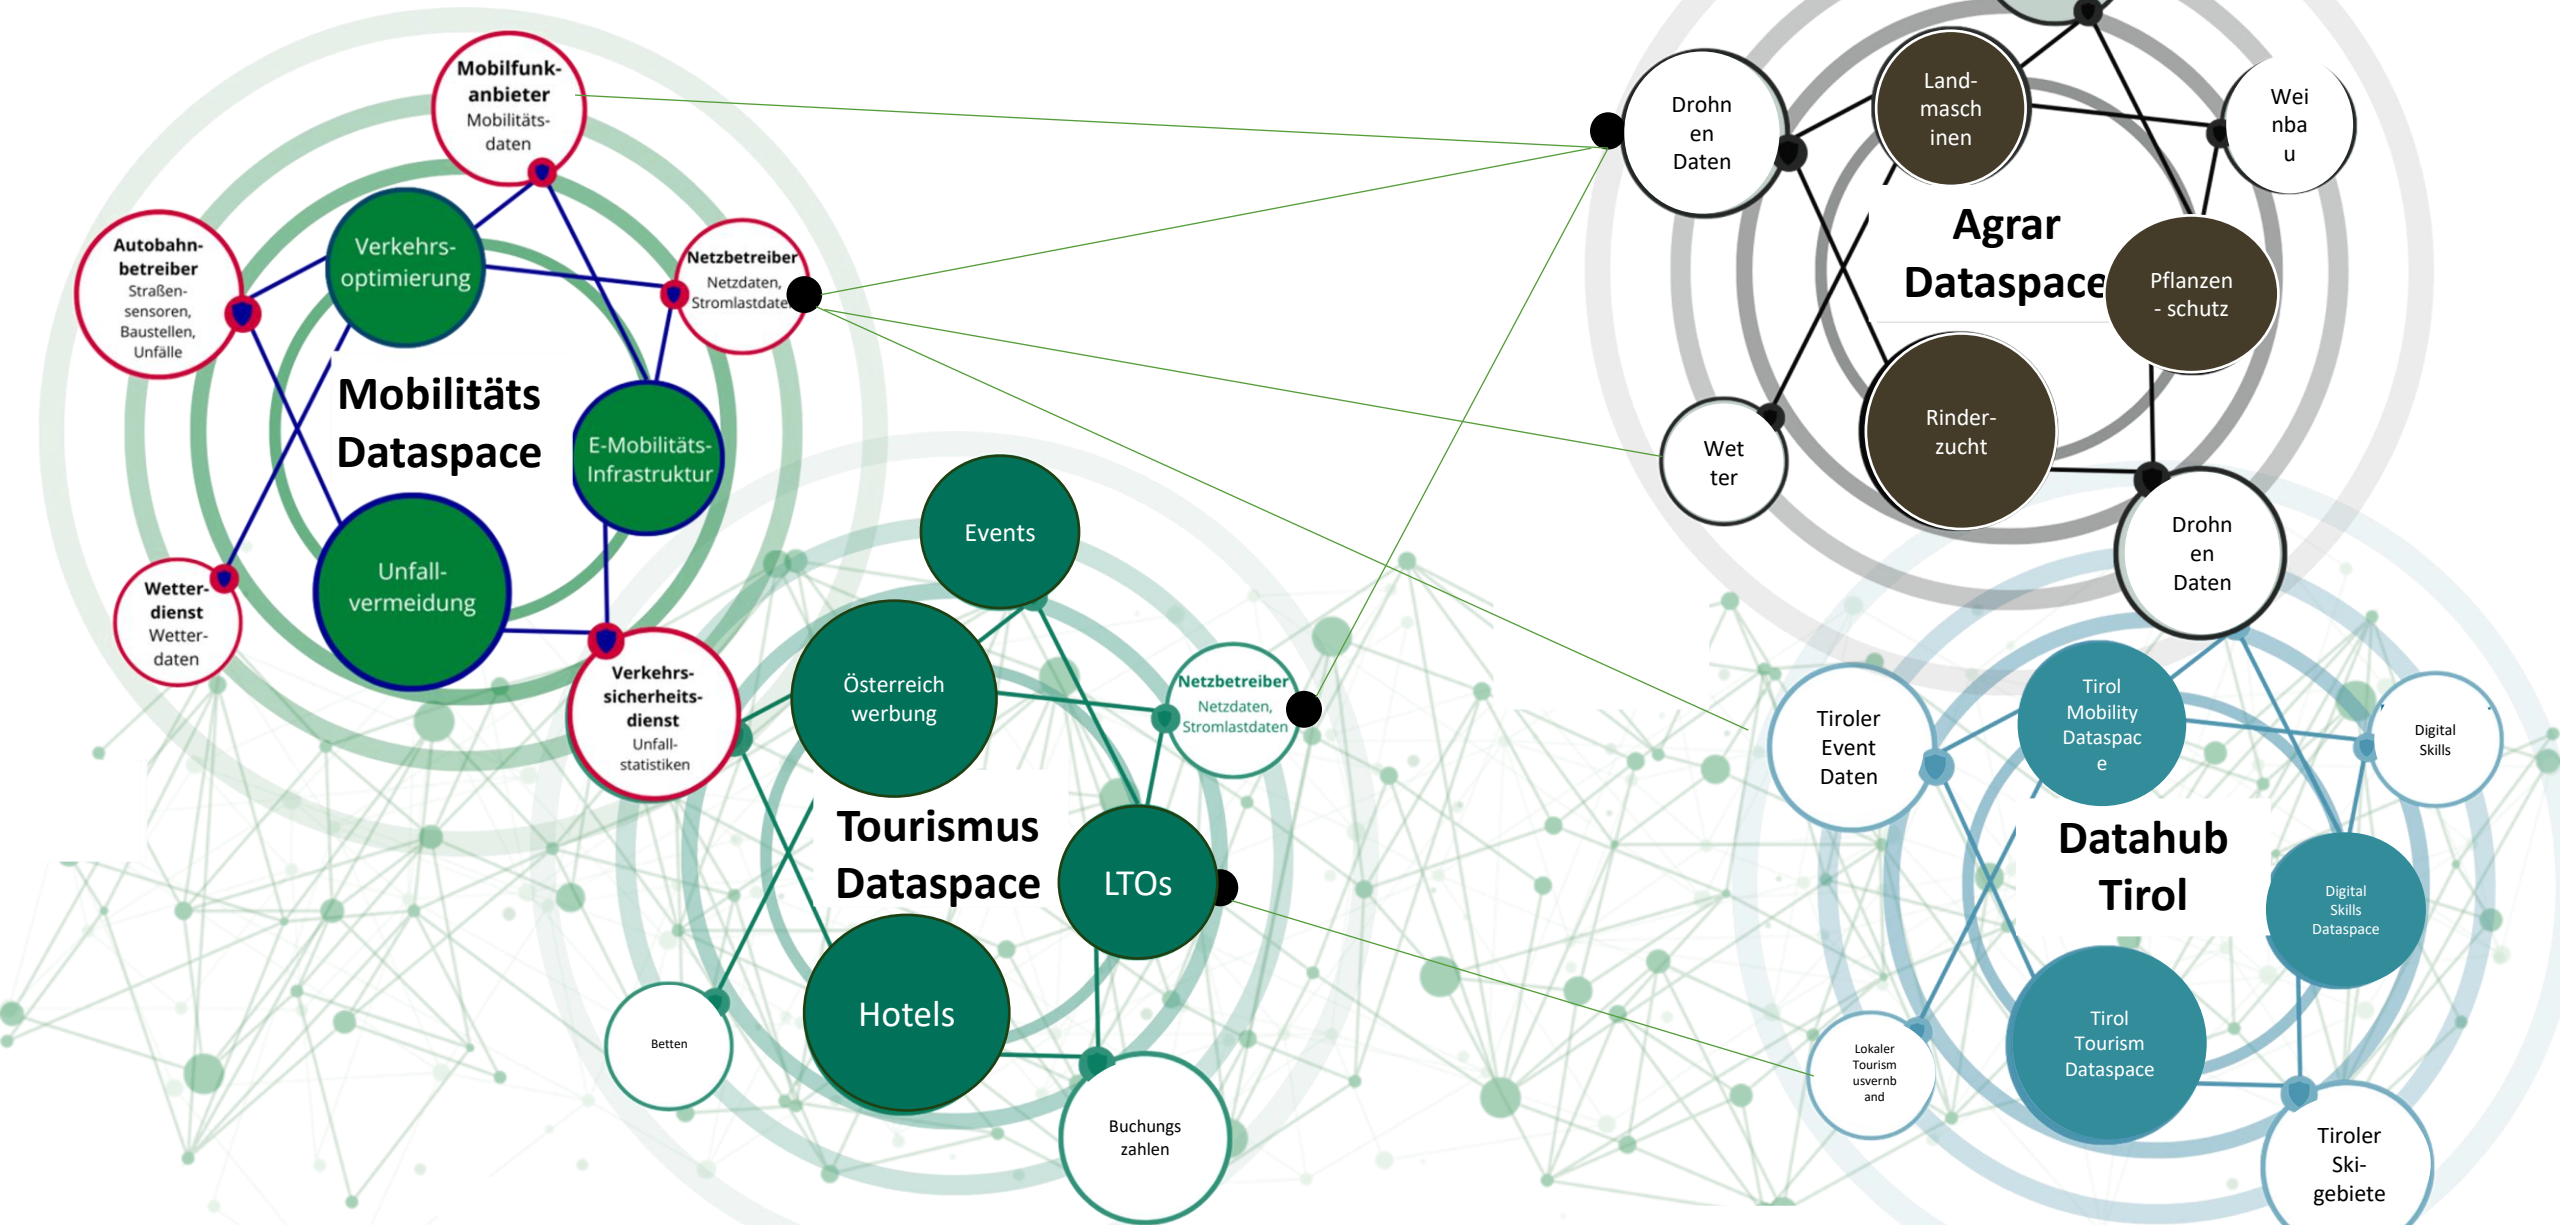 Mobilfunk-
anbieter
Mobilitäts-
daten
Autobahn-
betreiber
Straßen-
sensoren,
Baustellen,
Unfälle
Verkehrs-
optimierung
Netzbetreiber
Netzdaten,
Stromlastdate
Mobilitäts
Dataspace
E-Mobilitäts-
Infrastruktur
Unfall-
vermeidung
Wetter-
dienst
Wetter-
daten
Verkehrs-
sicherheits-
dienst
Unfall-
statistiken
Events
Österreich
werbung
Netzbetreiber
Netzdaten,
Stromlastdaten
Tourismus
Dataspace
LTOs
Hotels
Betten
Buchungs
zahlen
Drohn
en
Daten
Land-
masch
inen
Wei
nba
u
Agrar
Dataspace
Pflanzen
- schutz
Rinder-
zucht
Wet
ter
Drohn
en
Daten
Tiroler
Event
Daten
Tirol
Mobility
Dataspac
e
Digital
Skills
Datahub
Tirol
Digital
Skills
Dataspace
Tirol
Tourism
Dataspace
Lokaler
Tourism
usvernb
and
Tiroler
Ski-
gebiete